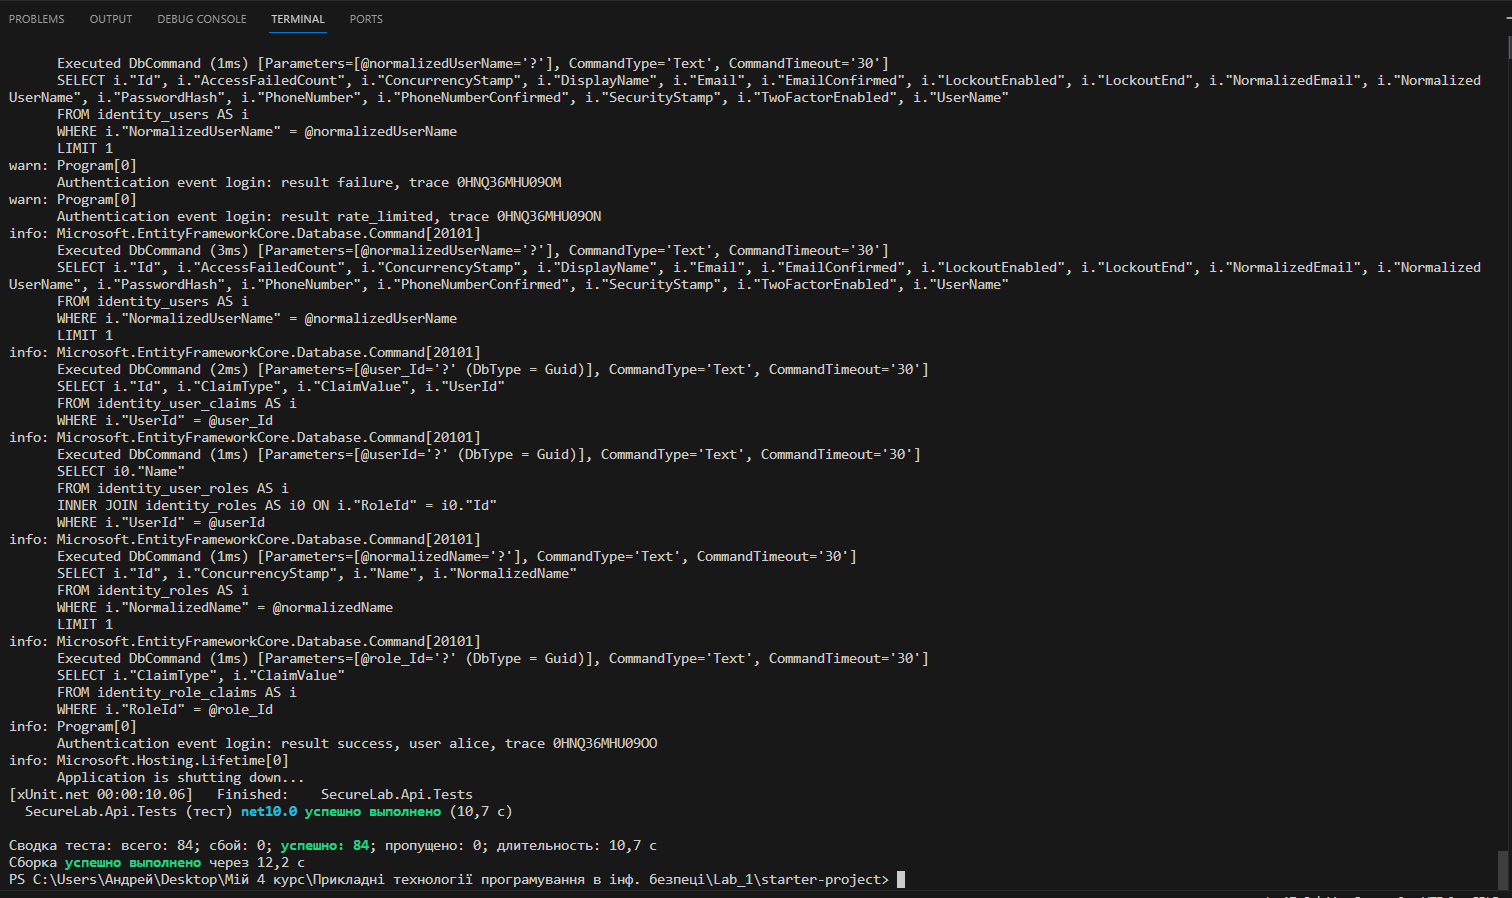 PROBLEMS OUTPUT DEBUG CONSOLE TERMINAL PORTS
Executed DbCommand (1ms) [Parameters=[@normalizedUserName='?'], CommandType='Text', CommandTimeout='30']
SELECT i."Id", i."AccessFailedCount", i."ConcurrencyStamp", i."DisplayName", i."Email", i."EmailConfirmed", i."LockoutEnabled", i."LockoutEnd", i."NormalizedEmail", i."Normalized
UserName", i."PasswordHash", i."PhoneNumber", i."PhoneNumberConfirmed", i."SecurityStamp", i."TwoFactorEnabled", i."UserName"
FROM identity_users AS i
WHERE i."NormalizedUserName" = @normalizedUserName
LIMIT 1
warn: Program[0]
Authentication event login: result failure, trace 0HNQ36MHU09OM
warn: Program[0]
Authentication event login: result rate_limited, trace 0HNQ36MHU09ON
info: Microsoft.EntityFrameworkCore.Database.Command[20101]
Executed DbCommand (3ms) [Parameters=[@normalizedUserName='?'], CommandType='Text', CommandTimeout='30']
SELECT i."Id", i."AccessFailedCount", i."ConcurrencyStamp", i."DisplayName", i."Email", i."EmailConfirmed", i."LockoutEnabled", i."LockoutEnd", i."NormalizedEmail", i."Normalized
UserName", i."PasswordHash", i."PhoneNumber", i."PhoneNumberConfirmed", i."SecurityStamp", i."TwoFactorEnabled", i."UserName"
FROM identity_users AS i
WHERE i."NormalizedUserName" = @normalizedUserName
LIMIT 1
info: Microsoft.EntityFrameworkCore.Database.Command[20101]
Executed DbCommand (2ms) [Parameters=[@user_Id='?' (DbType = Guid)], CommandType='Text', CommandTimeout='30']
SELECT i."Id", i."ClaimType", i."ClaimValue", i."UserId"
FROM identity_user_claims AS i
WHERE i."UserId" = @user_Id
info: Microsoft.EntityFrameworkCore.Database.Command[20101]
Executed DbCommand (1ms) [Parameters=[@userId='?' (DbType = Guid)], CommandType='Text', CommandTimeout='30']
SELECT i0."Name"
FROM identity_user_roles AS i
INNER JOIN identity_roles AS i0 ON i."RoleId" = i0."Id"
WHERE i."UserId" = @userId
info: Microsoft.EntityFrameworkCore.Database.Command[20101]
Executed DbCommand (1ms) [Parameters=[@normalizedName='?'], CommandType='Text', CommandTimeout='30']
SELECT i."Id", i."ConcurrencyStamp", i."Name", i."NormalizedName"
FROM identity_roles AS i
WHERE i."NormalizedName" = @normalizedName
LIMIT 1
info: Microsoft.EntityFrameworkCore.Database.Command[20101]
Executed DbCommand (1ms) [Parameters=[@role_Id='?' (DbType = Guid)], CommandType='Text', CommandTimeout='30']
SELECT i."ClaimType", i."ClaimValue"
FROM identity_role_claims AS i
WHERE i."RoleId" = @role_Id
info: Program[0]
Authentication event login: result success, user alice, trace 0HNQ36MHU09OO
info: Microsoft.Hosting.Lifetime[0]
Application is shutting down...
[xUnit.net 00:00:10.06]   Finished:    SecureLab.Api.Tests
SecureLab.Api.Tests (тест) net10.0 успешно выполнено (10,7 с)
Сводка теста: всего: 84; сбой: 0; успешно: 84; пропущено: 0; длительность: 10,7 с
Сборка успешно выполнено через 12,2 с
PS C:\Users\Андрей\Desktop\Мій 4 курс\Прикладні технології програмування в інф. безпеці\Lab_1\starter-project>